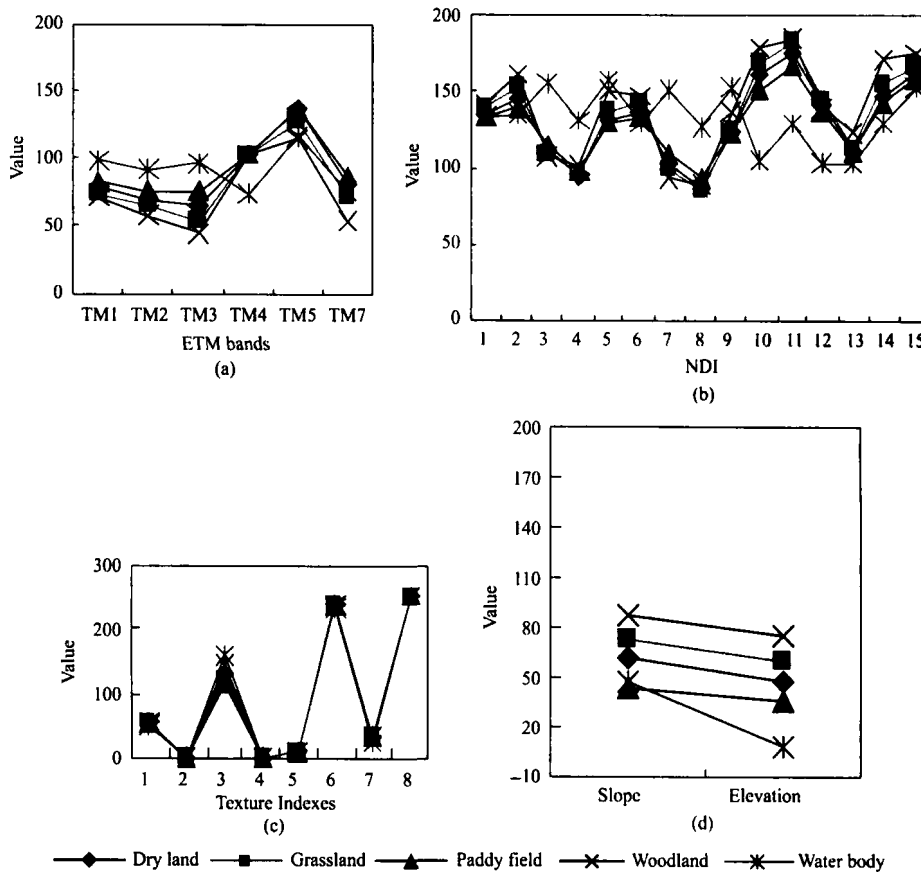 200
150
100
50
0
Value
TM1 TM2 TM3 TM4 TM5 TM7
ETM bands
(a)
200
150
100
50
0
Value
1 2 3 4 5 6 7 8 9 10 11 12 13 14 15
NDI
(b)
300
200
100
0
Value
1 2 3 4 5 6 7 8
Texture Indexes
(c)
200
170
140
110
80
50
20
−10
Value
Slope Elevation
(d)
Dry land Grassland Paddy field Woodland Water body